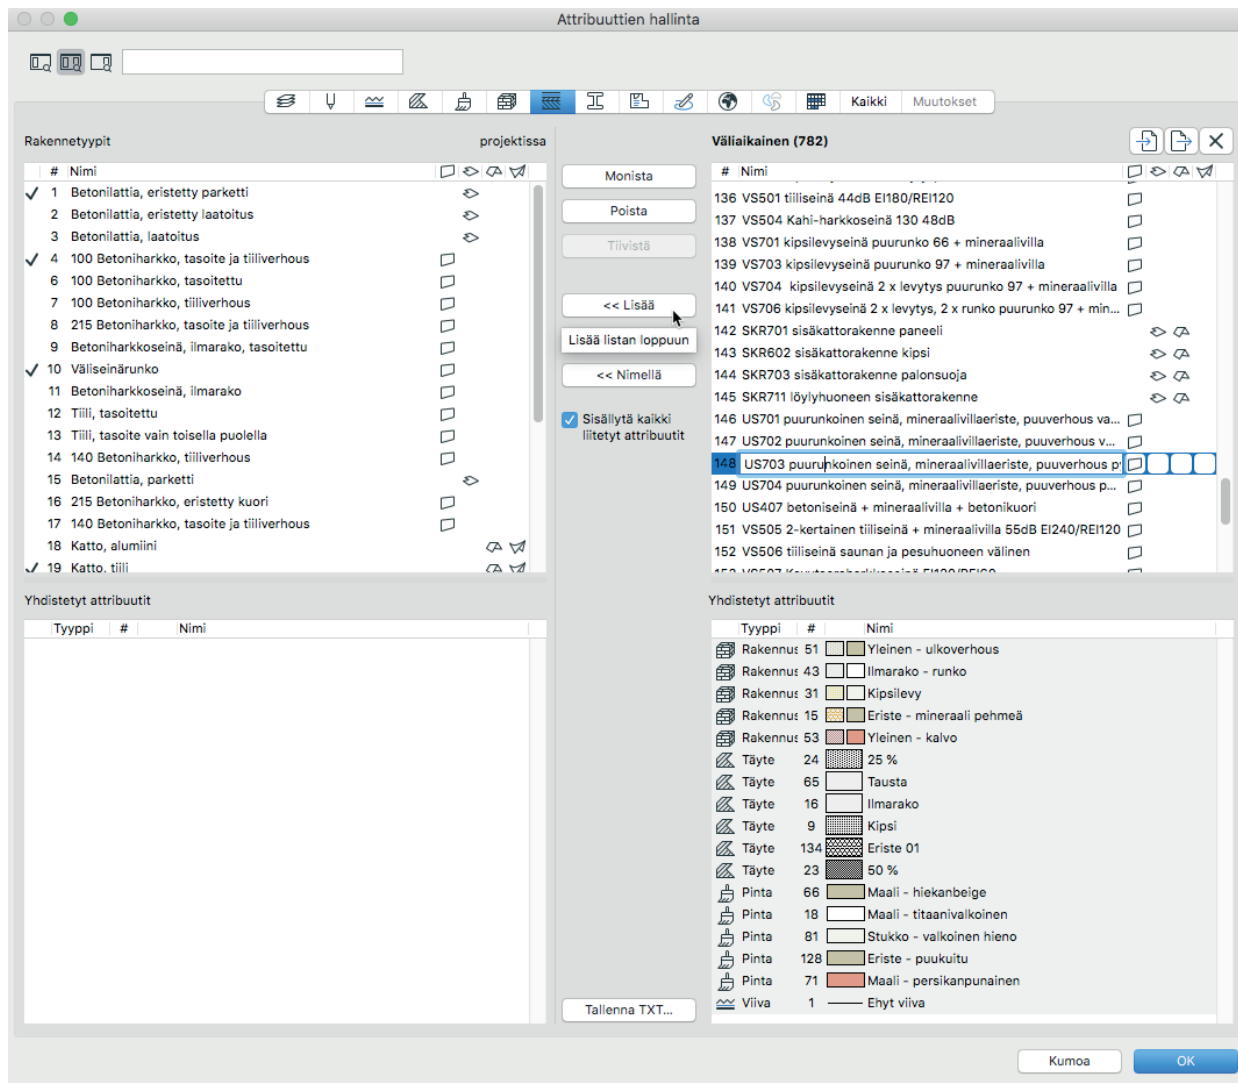 Attribuuttien hallinta
Kaikki
Muutokset
Rakennetyypit
projektissa
# Nimi
1 Betonilattia, eristetty parketti
2 Betonilattia, eristetty laatoitus
3 Betonilattia, laatoitus
4 100 Betoniharkko, tasoite ja tiiliverhous
6 100 Betoniharkko, tasoitettu
7 100 Betoniharkko, tiiliverhous
8 215 Betoniharkko, tasoite ja tiiliverhous
9 Betoniharkkoseinä, ilmarako, tasoitettu
10 Väliseinärunko
11 Betoniharkkoseinä, ilmarako
12 Tiili, tasoitettu
13 Tiili, tasoite vain toisella puolella
14 140 Betoniharkko, tiiliverhous
15 Betonilattia, parketti
16 215 Betoniharkko, eristetty kuori
17 140 Betoniharkko, tasoite ja tiiliverhous
18 Katto, alumiini
19 Katto, tiili
Yhdistetyt attribuutit
Tyyppi # Nimi
Monista
Poista
Tiivistä
<< Lisää
Lisää listan loppuun
<< Nimellä
Sisällytä kaikki
liitetyt attribuutit
Tallenna TXT...
Väliaikainen (782)
# Nimi
136 VS501 tiiliseinä 44dB EI180/REI120
137 VS504 Kahi-harkkoseinä 130 48dB
138 VS701 kipsilevyseinä puurunko 66 + mineraalivilla
139 VS703 kipsilevyseinä puurunko 97 + mineraalivilla
140 VS704 kipsilevyseinä 2 x levytys puurunko 97 + mineraalivilla
141 VS706 kipsilevyseinä 2 x levytys, 2 x runko puurunko 97 + min...
142 SKR701 sisäkattorakenne paneeli
143 SKR602 sisäkattorakenne kipsi
144 SKR703 sisäkattorakenne palonsuoja
145 SKR711 löylyhuoneen sisäkattorakenne
146 US701 puurunkoinen seinä, mineraalivillaeriste, puuverhous va...
147 US702 puurunkoinen seinä, mineraalivillaeriste, puuverhous v...
148 US703 puurunkoinen seinä, mineraalivillaeriste, puuverhous p
149 US704 puurunkoinen seinä, mineraalivillaeriste, puuverhous p...
150 US407 betoniseinä + mineraalivilla + betonikuori
151 VS505 2-kertainen tiiliseinä + mineraalivilla 55dB EI240/REI120
152 VS506 tiiliseinä saunan ja pesuhuoneen välinen
Yhdistetyt attribuutit
Tyyppi # Nimi
Rakennus 51 Yleinen - ulkoverhous
Rakennus 43 Ilmarako - runko
Rakennus 31 Kipsilevy
Rakennus 15 Eriste - mineraali pehmeä
Rakennus 53 Yleinen - kalvo
Täyte 24 25 %
Täyte 65 Tausta
Täyte 16 Ilmarako
Täyte 9 Kipsi
Täyte 134 Eriste 01
Täyte 23 50 %
Pinta 66 Maali - hiekanbeige
Pinta 18 Maali - titaanivalkoinen
Pinta 81 Stukko - valkoinen hieno
Pinta 128 Eriste - puukuitu
Pinta 71 Maali - persikanpunainen
Viiva 1 Ehyt viiva
Kumoa
OK